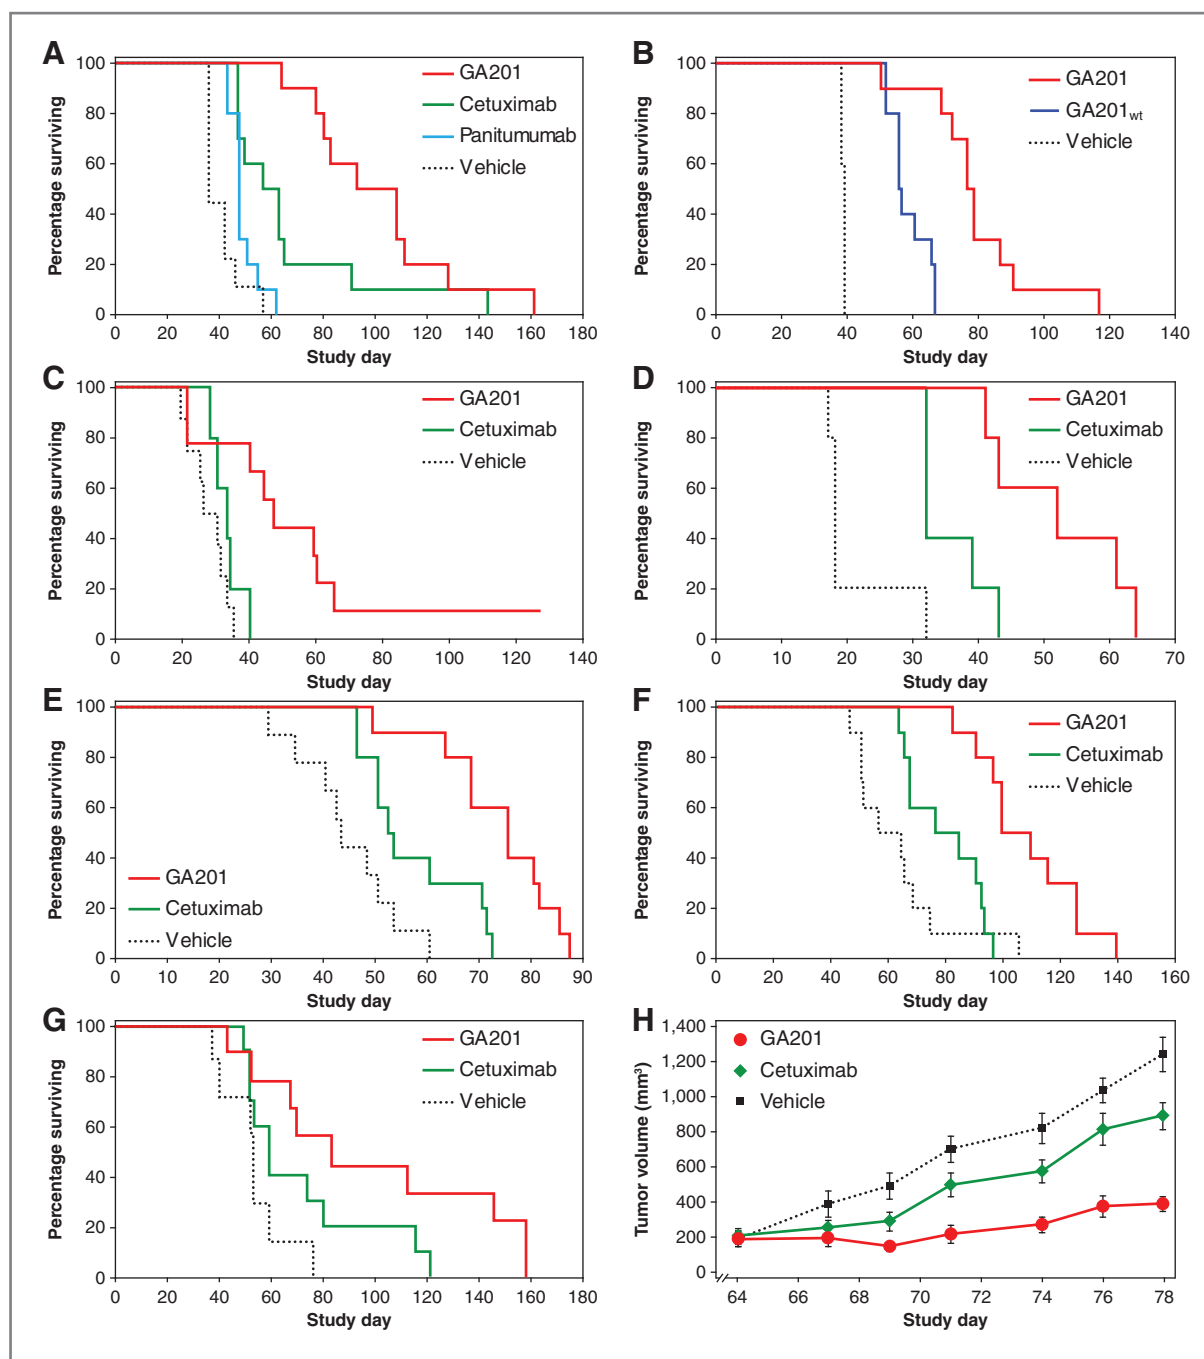 A
Percentage surviving
100
80
60
40
20
0
GA201
Cetuximab
Panitumumab
Vehicle
0 20 40 60 80 100 120 140 160 180
Study day
B
Percentage surviving
100
80
60
40
20
0
GA201
GA201wt
Vehicle
0 20 40 60 80 100 120 140
Study day
C
Percentage surviving
100
80
60
40
20
0
GA201
Cetuximab
Vehicle
0 20 40 60 80 100 120 140
Study day
D
Percentage surviving
100
80
60
40
20
0
GA201
Cetuximab
Vehicle
0 10 20 30 40 50 60 70
Study day
E
Percentage surviving
100
80
60
40
20
0
GA201
Cetuximab
Vehicle
0 10 20 30 40 50 60 70 80 90
Study day
F
Percentage surviving
100
80
60
40
20
0
GA201
Cetuximab
Vehicle
0 20 40 60 80 100 120 140 160
Study day
G
Percentage surviving
100
80
60
40
20
0
GA201
Cetuximab
Vehicle
0 20 40 60 80 100 120 140 160 180
Study day
H
Tumor volume (mm³)
1,400
1,200
1,000
800
600
400
200
0
GA201
Cetuximab
Vehicle
64 66 68 70 72 74 76 78
Study day